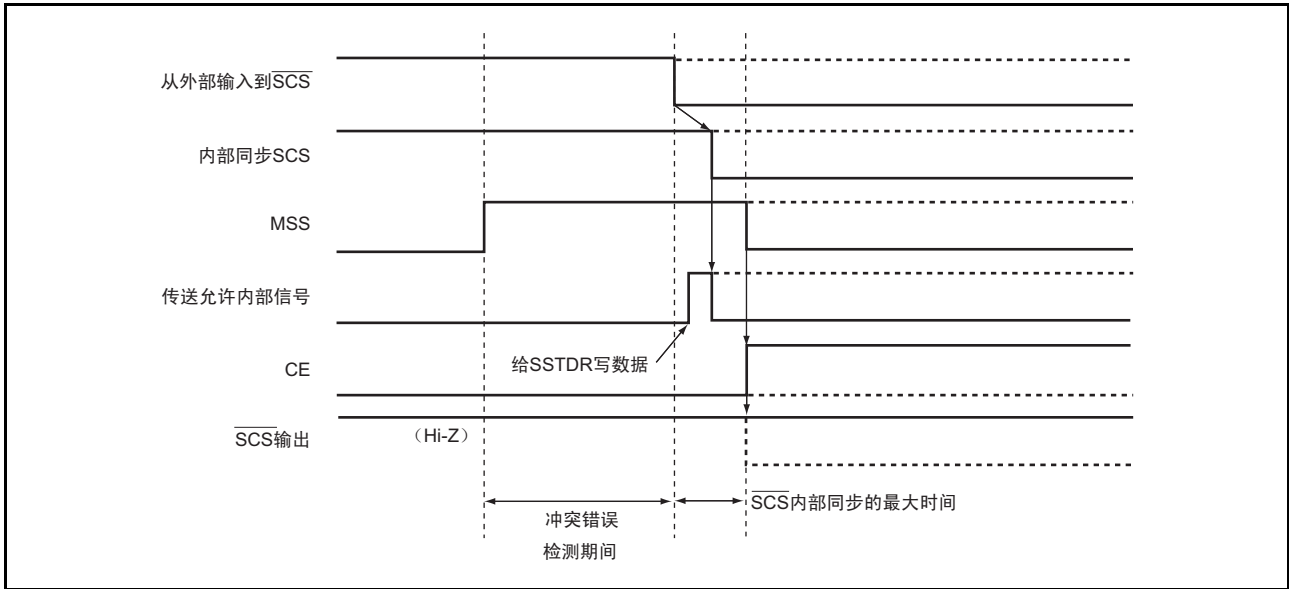 从外部输入到SCS
内部同步SCS
MSS
传送允许内部信号
给SSTDR写数据
CE
SCS输出
（Hi-Z）
SCS内部同步的最大时间
冲突错误
检测期间